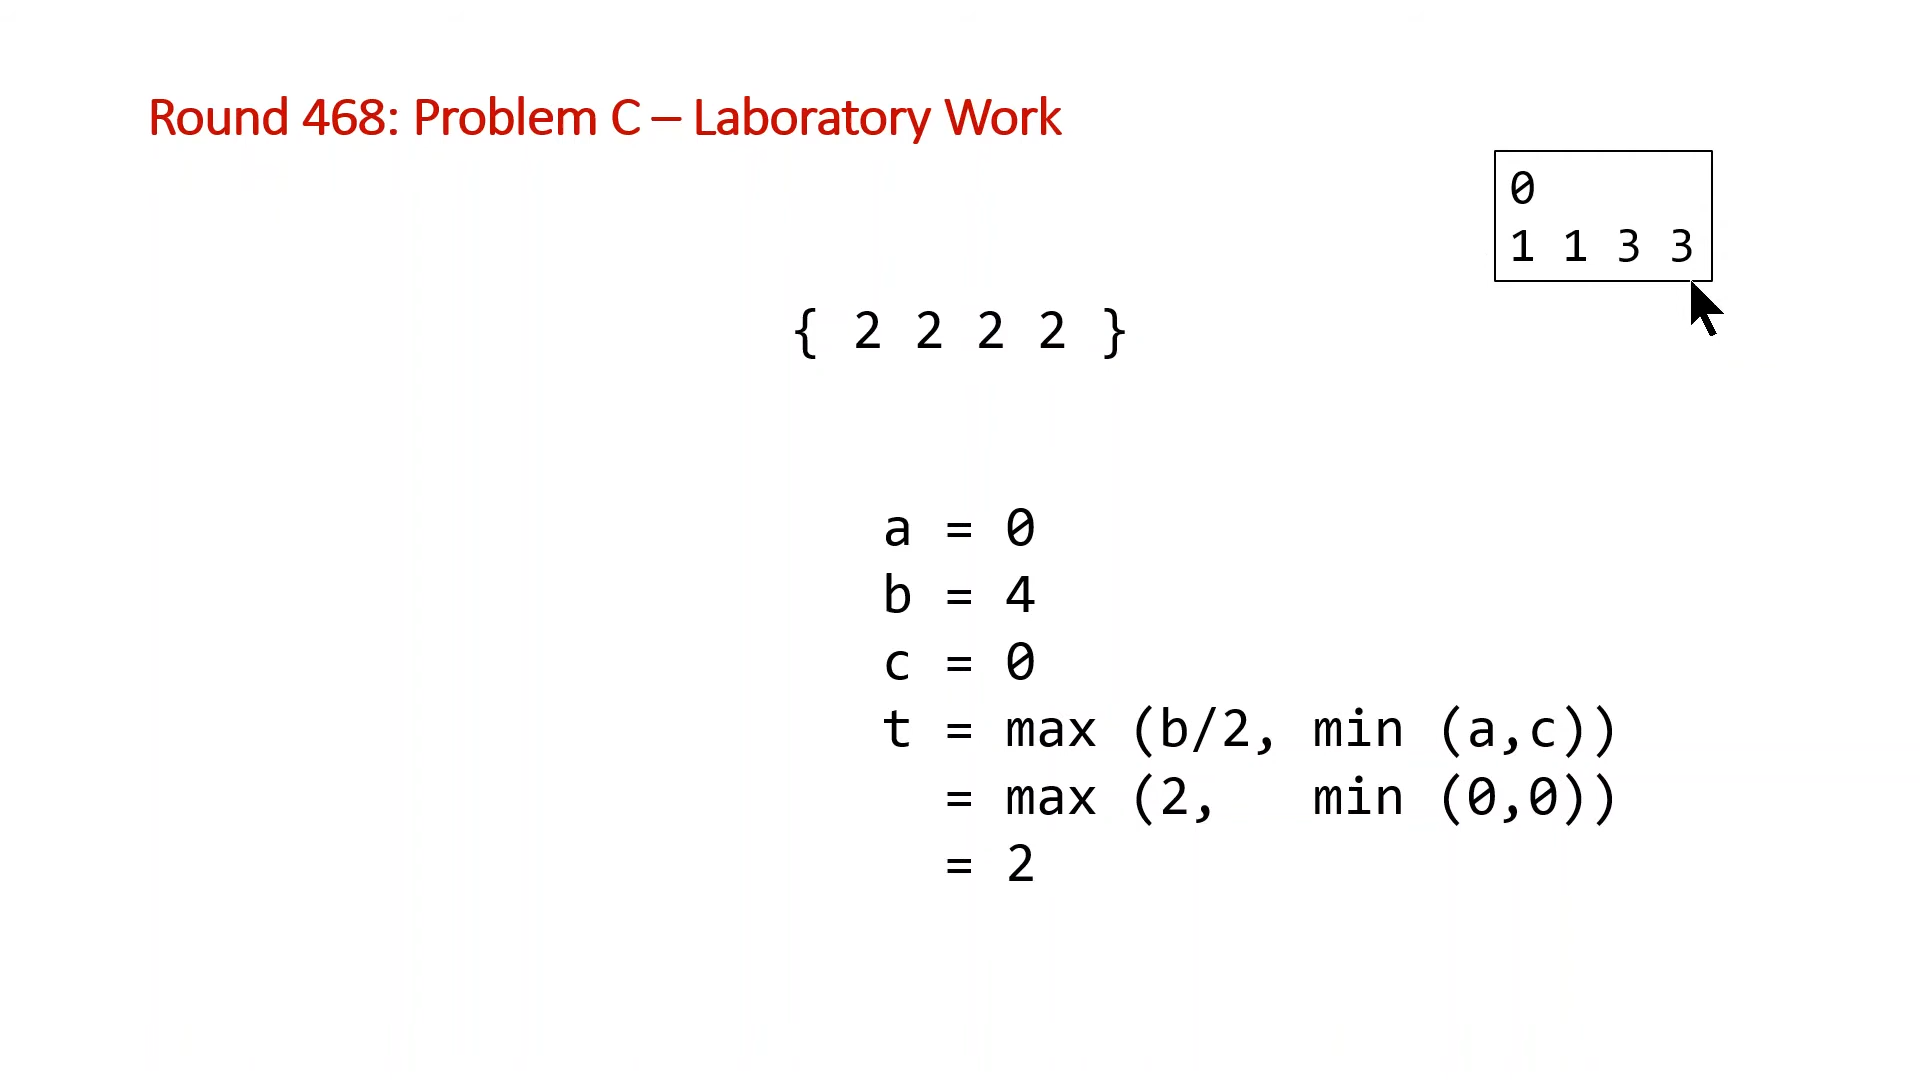 Round 468: Problem C – Laboratory Work
0
1 1 3 3
{ 2 2 2 2 }
a = 0
b = 4
c = 0
t = max (b/2, min (a,c))
= max (2, min (0,0))
= 2